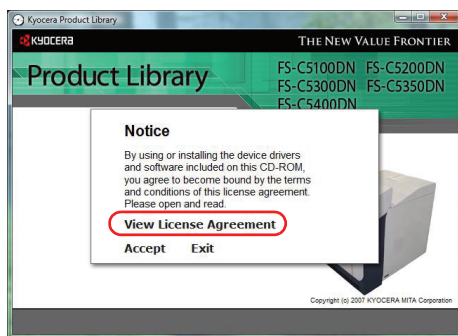 Kyocera Product Library
KYOCERA
THE NEW VALUE FRONTIER
Product Library
FS-C5100DN FS-C5200DN
FS-C5300DN FS-C5350DN
FS-C5400DN
Notice
By using or installing the device drivers
and software included on this CD-ROM,
you agree to become bound by the terms
and conditions of this license agreement.
Please open and read.
View License Agreement
Accept Exit
Copyright (c) 2007 KYOCERA MITA Corporation